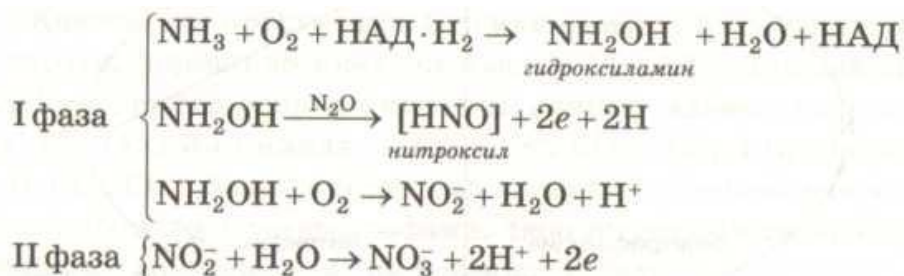 NH₃ + O₂ + НАД · H₂ → NH₂OH + H₂O + НАД
гидроксиламин
I фаза
NH₂OH —N₂O→ [HNO] + 2e + 2H
нитроксил
NH₂OH + O₂ → NO₂⁻ + H₂O + H⁺
II фаза {NO₂⁻ + H₂O → NO₃⁻ + 2H⁺ + 2e